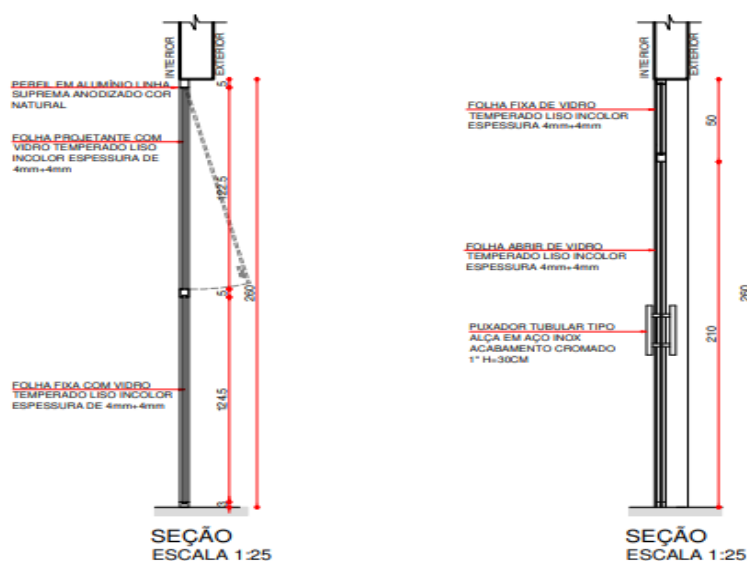 INTERIOR
EXTERIOR
PERFIL EM ALUMÍNIO LINHA
SUPREMA ANODIZADO COR
NATURAL
FOLHA PROJETANTE COM
VIDRO TEMPERADO LISO
INCOLOR ESPESSURA DE
4mm+4mm
FOLHA FIXA COM VIDRO
TEMPERADO LISO INCOLOR
ESPESSURA DE 4mm+4mm
5
122.5
5
260
124.5
3
SEÇÃO
ESCALA 1:25
INTERIOR
EXTERIOR
FOLHA FIXA DE VIDRO
TEMPERADO LISO INCOLOR
ESPESSURA 4mm+4mm
FOLHA ABRIR DE VIDRO
TEMPERADO LISO INCOLOR
ESPESSURA 4mm+4mm
PUXADOR TUBULAR TIPO
ALÇA EM AÇO INOX
ACABAMENTO CROMADO
1" H=30CM
50
210
260
SEÇÃO
ESCALA 1:25